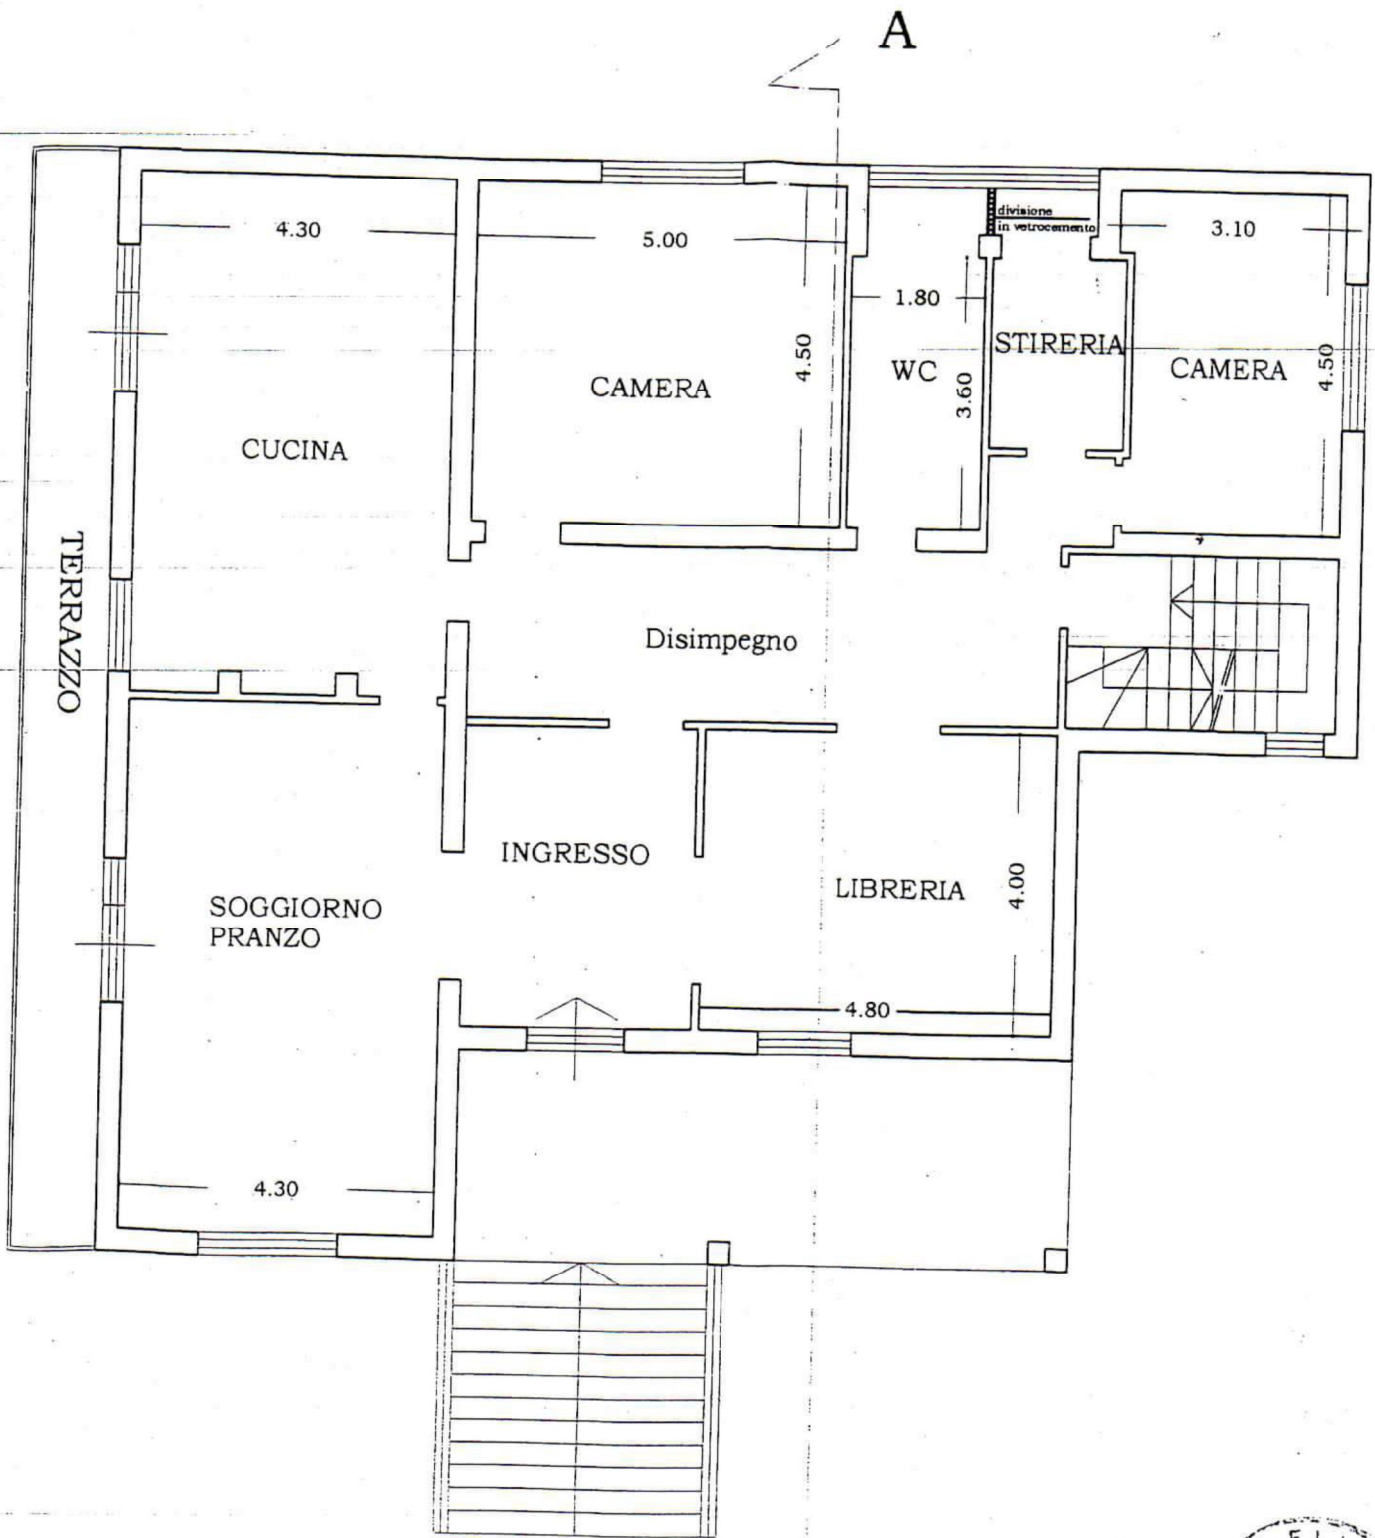 A
4.30
5.00
divisione
in vetrocemento
3.10
1.80
4.50
3.60
WC
STIRERIA
CAMERA
4.50
CAMERA
CUCINA
TERRAZZO
Disimpegno
INGRESSO
LIBRERIA
4.00
SOGGIORNO
PRANZO
4.80
4.30